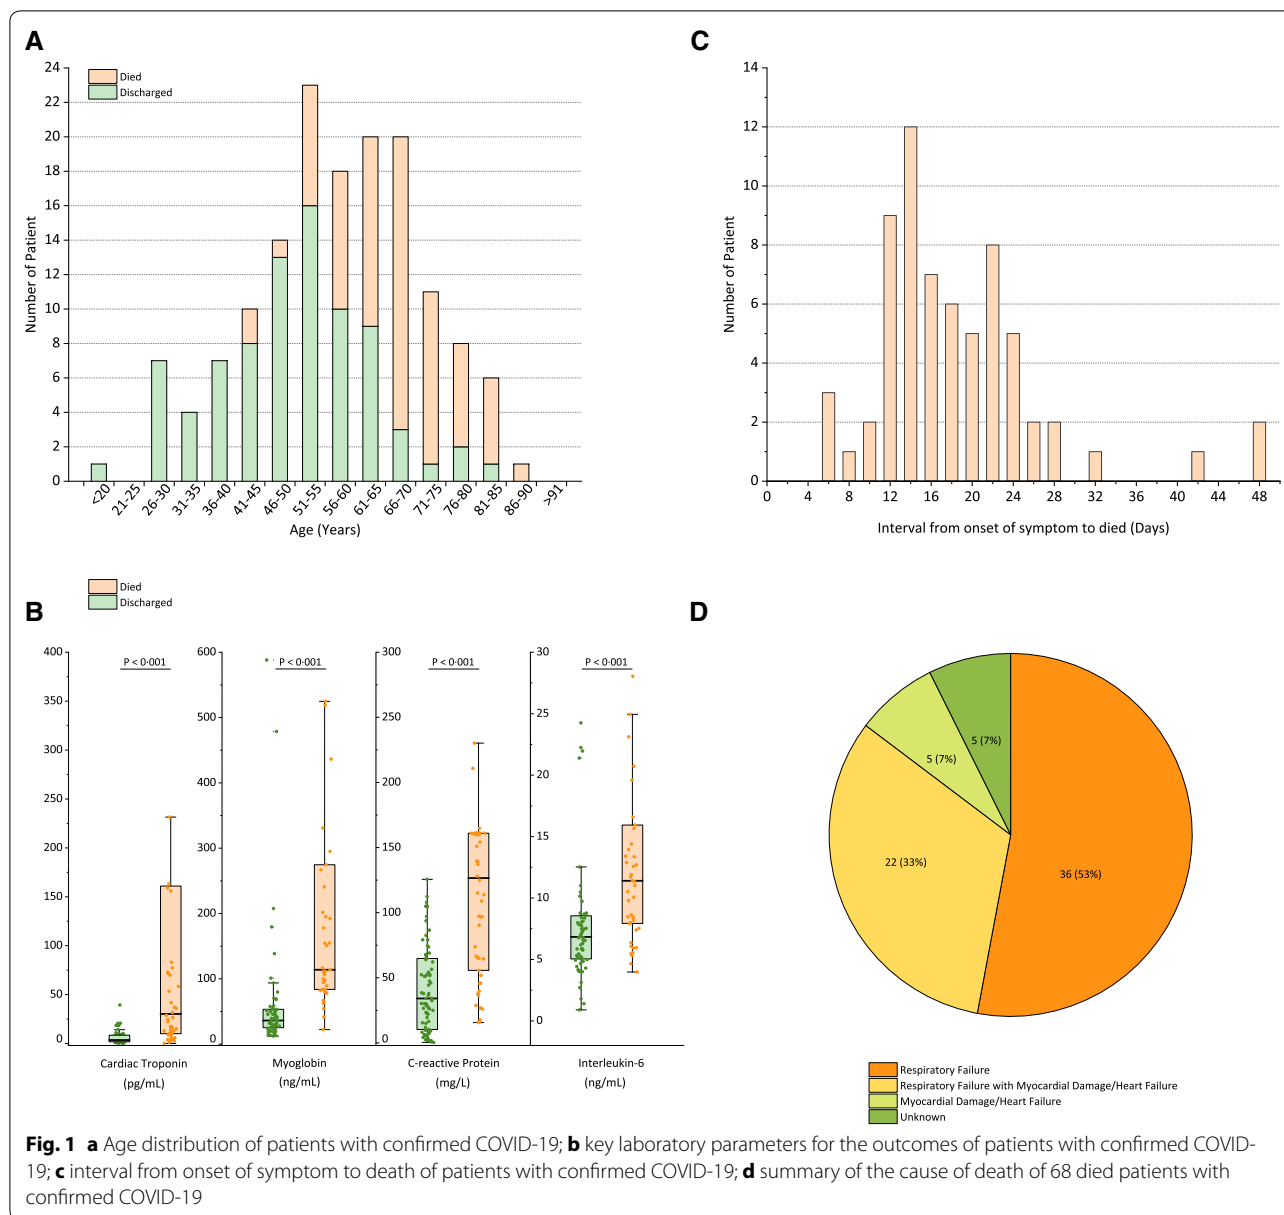 A
Died
Discharged
24
22
20
18
16
14
12
10
8
6
4
2
0
Number of Patient
<20
21-25
26-30
31-35
36-40
41-45
46-50
51-55
56-60
61-65
66-70
71-75
76-80
81-85
86-90
>91
Age (Years)
C
14
12
10
8
6
4
2
0
Number of Patient
0 4 8 12 16 20 24 28 32 36 40 44 48
Interval from onset of symptom to died (Days)
B
Died
Discharged
400
350
300
250
200
150
100
50
0
P < 0·001
Cardiac Troponin
(pg/mL)
600
500
400
300
200
100
0
P < 0·001
Myoglobin
(ng/mL)
300
250
200
150
100
50
0
P < 0·001
C-reactive Protein
(mg/L)
30
25
20
15
10
5
0
P < 0·001
Interleukin-6
(ng/mL)
D
5 (7%)
5 (7%)
22 (33%)
36 (53%)
Respiratory Failure
Respiratory Failure with Myocardial Damage/Heart Failure
Myocardial Damage/Heart Failure
Unknown
Fig. 1 a Age distribution of patients with confirmed COVID-19; b key laboratory parameters for the outcomes of patients with confirmed COVID-
19; c interval from onset of symptom to death of patients with confirmed COVID-19; d summary of the cause of death of 68 died patients with
confirmed COVID-19